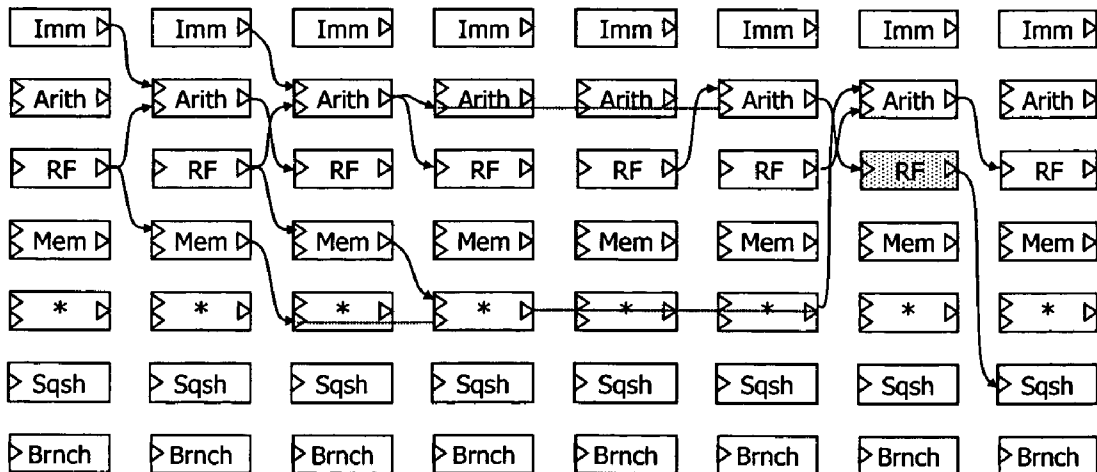 Imm Imm Imm Imm Imm Imm Imm Imm
Arith Arith Arith Arith Arith Arith Arith Arith
RF RF RF RF RF RF RF RF
Mem Mem Mem Mem Mem Mem Mem Mem
* * * * * * * *
Sqsh Sqsh Sqsh Sqsh Sqsh Sqsh Sqsh Sqsh
Brnch Brnch Brnch Brnch Brnch Brnch Brnch Brnch